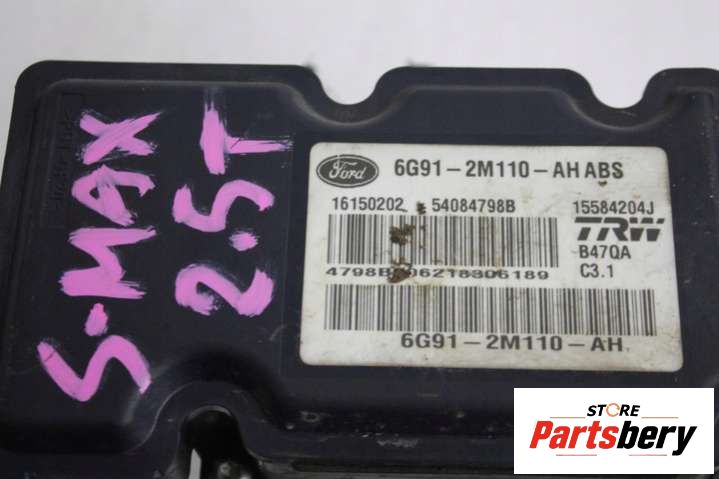 S-MAX
2.5T
Ford
6G91-2M110-AH ABS
16150202 54084798B 15584204J
TRW
B47QA
C3.1
6G91-2M110-AH
STORE
Partsbery